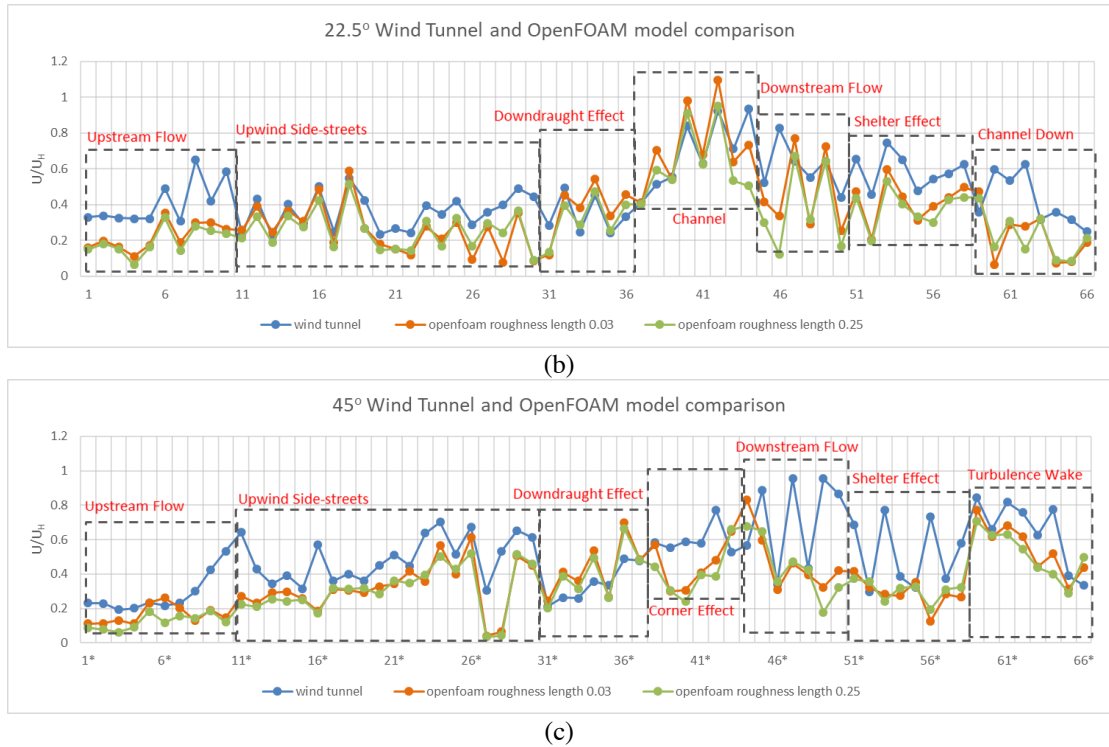 22.5° Wind Tunnel and OpenFOAM model comparison
U/U_H
1.2
1
0.8
0.6
0.4
0.2
0
Upstream Flow
Upwind Side-streets
Downdraught Effect
Channel
Downstream FLow
Shelter Effect
Channel Down
1 6 11 16 21 26 31 36 41 46 51 56 61 66
wind tunnel openfoam roughness length 0.03 openfoam roughness length 0.25
(b)
45° Wind Tunnel and OpenFOAM model comparison
U/U_H
1.2
1
0.8
0.6
0.4
0.2
0
Upstream Flow
Upwind Side-streets
Downdraught Effect
Corner Effect
Downstream FLow
Shelter Effect
Turbulence Wake
1* 6* 11* 16* 21* 26* 31* 36* 41* 46* 51* 56* 61* 66*
wind tunnel openfoam roughness length 0.03 openfoam roughness length 0.25
(c)